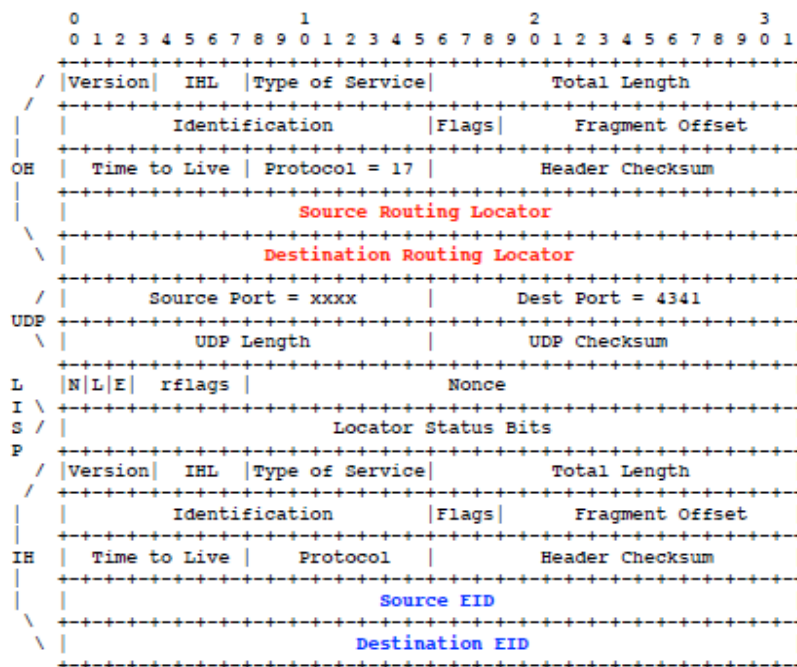 0                   1                   2                   3
0 1 2 3 4 5 6 7 8 9 0 1 2 3 4 5 6 7 8 9 0 1 2 3 4 5 6 7 8 9 0 1
+-+-+-+-+-+-+-+-+-+-+-+-+-+-+-+-+-+-+-+-+-+-+-+-+-+-+-+-+-+-+-+-
/ |Version| IHL |Type of Service| Total Length
/ +-+-+-+-+-+-+-+-+-+-+-+-+-+-+-+-+-+-+-+-+-+-+-+-+-+-+-+-+-+-+-+-
| | Identification |Flags| Fragment Offset
| +-+-+-+-+-+-+-+-+-+-+-+-+-+-+-+-+-+-+-+-+-+-+-+-+-+-+-+-+-+-+-+-
OH | Time to Live | Protocol = 17 | Header Checksum
| +-+-+-+-+-+-+-+-+-+-+-+-+-+-+-+-+-+-+-+-+-+-+-+-+-+-+-+-+-+-+-+-
| | Source Routing Locator
\ +-+-+-+-+-+-+-+-+-+-+-+-+-+-+-+-+-+-+-+-+-+-+-+-+-+-+-+-+-+-+-+-
\ | Destination Routing Locator
+-+-+-+-+-+-+-+-+-+-+-+-+-+-+-+-+-+-+-+-+-+-+-+-+-+-+-+-+-+-+-+-
/ | Source Port = xxxx | Dest Port = 4341
UDP +-+-+-+-+-+-+-+-+-+-+-+-+-+-+-+-+-+-+-+-+-+-+-+-+-+-+-+-+-+-+-+-
\ | UDP Length | UDP Checksum
+-+-+-+-+-+-+-+-+-+-+-+-+-+-+-+-+-+-+-+-+-+-+-+-+-+-+-+-+-+-+-+-
L |N|L|E| rflags | Nonce
I \ +-+-+-+-+-+-+-+-+-+-+-+-+-+-+-+-+-+-+-+-+-+-+-+-+-+-+-+-+-+-+-+-
S / | Locator Status Bits
P +-+-+-+-+-+-+-+-+-+-+-+-+-+-+-+-+-+-+-+-+-+-+-+-+-+-+-+-+-+-+-+-
/ |Version| IHL |Type of Service| Total Length
/ +-+-+-+-+-+-+-+-+-+-+-+-+-+-+-+-+-+-+-+-+-+-+-+-+-+-+-+-+-+-+-+-
| | Identification |Flags| Fragment Offset
| +-+-+-+-+-+-+-+-+-+-+-+-+-+-+-+-+-+-+-+-+-+-+-+-+-+-+-+-+-+-+-+-
IH | Time to Live | Protocol | Header Checksum
| +-+-+-+-+-+-+-+-+-+-+-+-+-+-+-+-+-+-+-+-+-+-+-+-+-+-+-+-+-+-+-+-
| | Source EID
\ +-+-+-+-+-+-+-+-+-+-+-+-+-+-+-+-+-+-+-+-+-+-+-+-+-+-+-+-+-+-+-+-
\ | Destination EID
+-+-+-+-+-+-+-+-+-+-+-+-+-+-+-+-+-+-+-+-+-+-+-+-+-+-+-+-+-+-+-+-